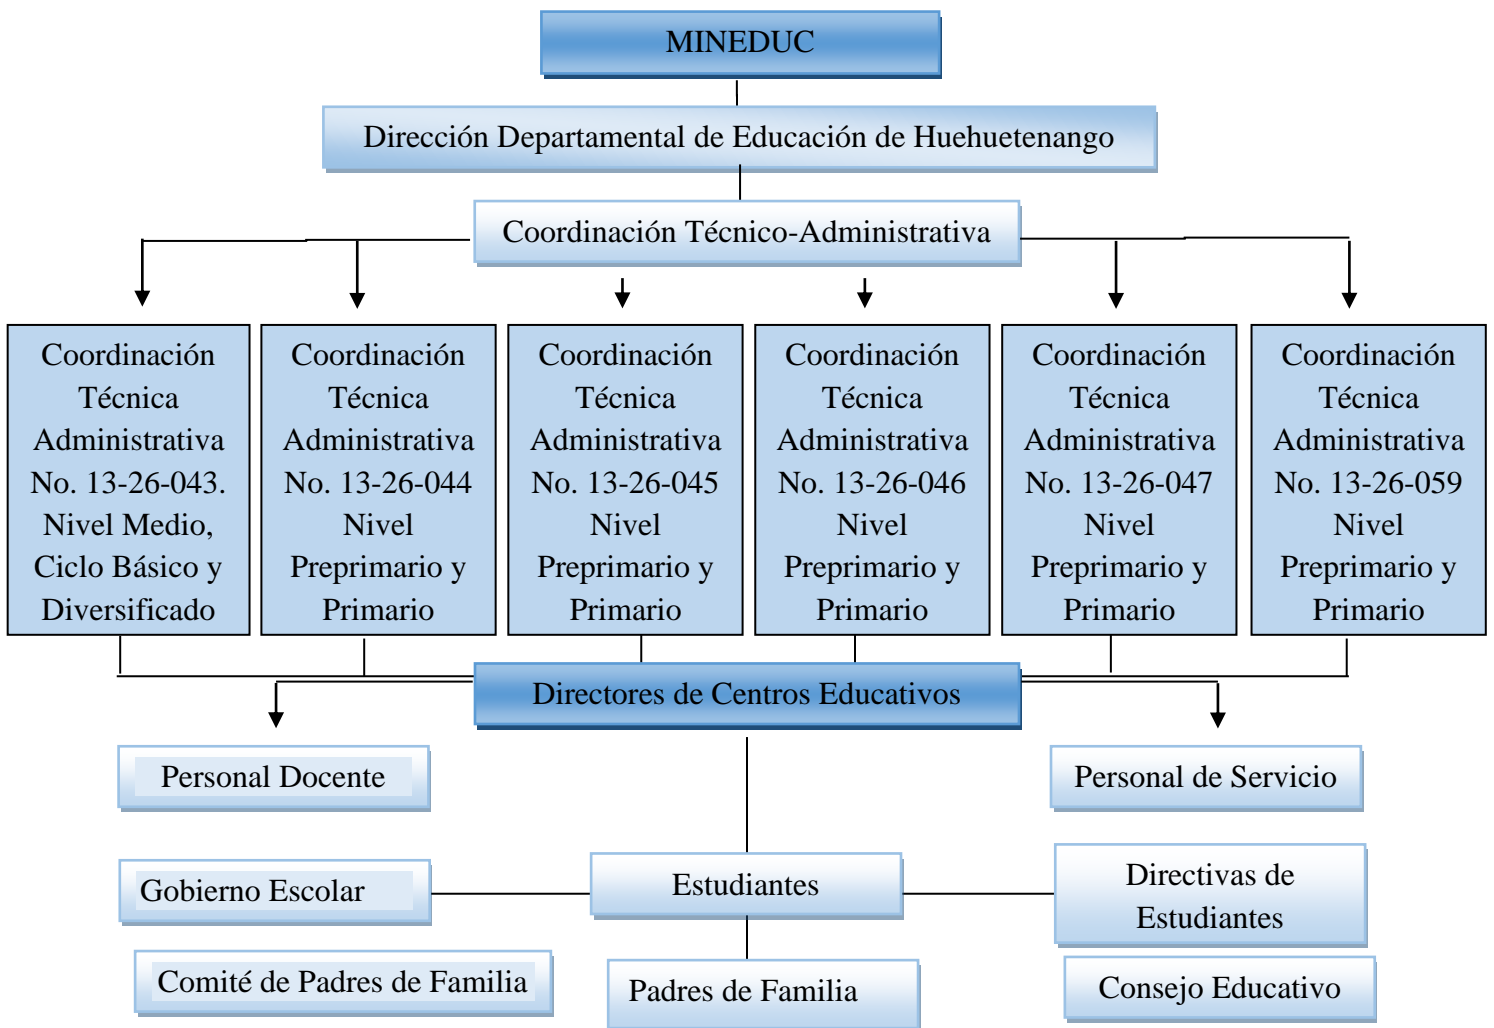 MINEDUC
Dirección Departamental de Educación de Huehuetenango
Coordinación Técnico-Administrativa
Coordinación
Técnica
Administrativa
No. 13-26-043.
Nivel Medio,
Ciclo Básico y
Diversificado
Coordinación
Técnica
Administrativa
No. 13-26-044
Nivel
Preprimario y
Primario
Coordinación
Técnica
Administrativa
No. 13-26-045
Nivel
Preprimario y
Primario
Coordinación
Técnica
Administrativa
No. 13-26-046
Nivel
Preprimario y
Primario
Coordinación
Técnica
Administrativa
No. 13-26-047
Nivel
Preprimario y
Primario
Coordinación
Técnica
Administrativa
No. 13-26-059
Nivel
Preprimario y
Primario
Directores de Centros Educativos
Personal Docente
Personal de Servicio
Gobierno Escolar
Estudiantes
Directivas de
Estudiantes
Comité de Padres de Familia
Padres de Familia
Consejo Educativo